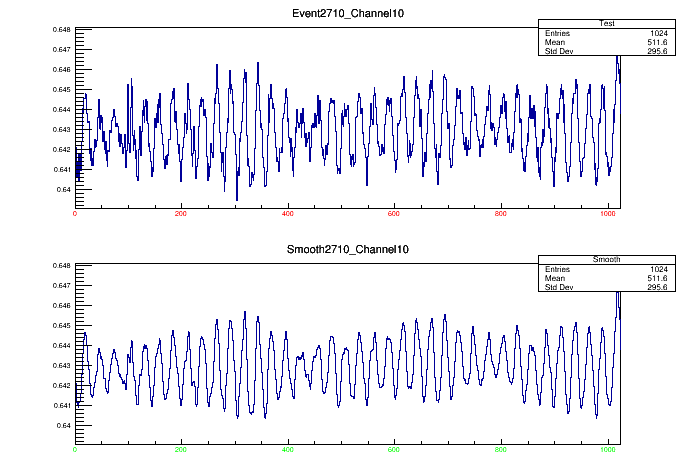 Event2710_Channel10
Test
Entries 1024
Mean 511.6
Std Dev 295.6
0.648
0.647
0.646
0.645
0.644
0.643
0.642
0.641
0.64
0 200 400 600 800 1000
Smooth2710_Channel10
Smooth
Entries 1024
Mean 511.6
Std Dev 295.6
0.648
0.647
0.646
0.645
0.644
0.643
0.642
0.641
0.64
0 200 400 600 800 1000